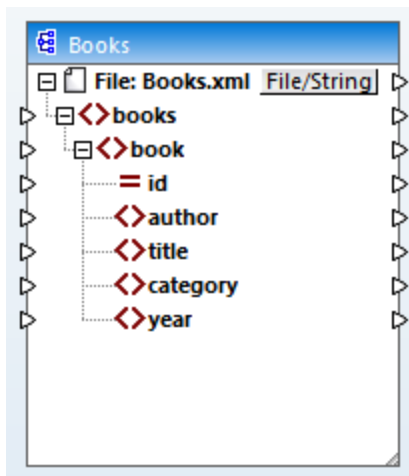 Books
File: Books.xml File/String
books
book
id
author
title
category
year